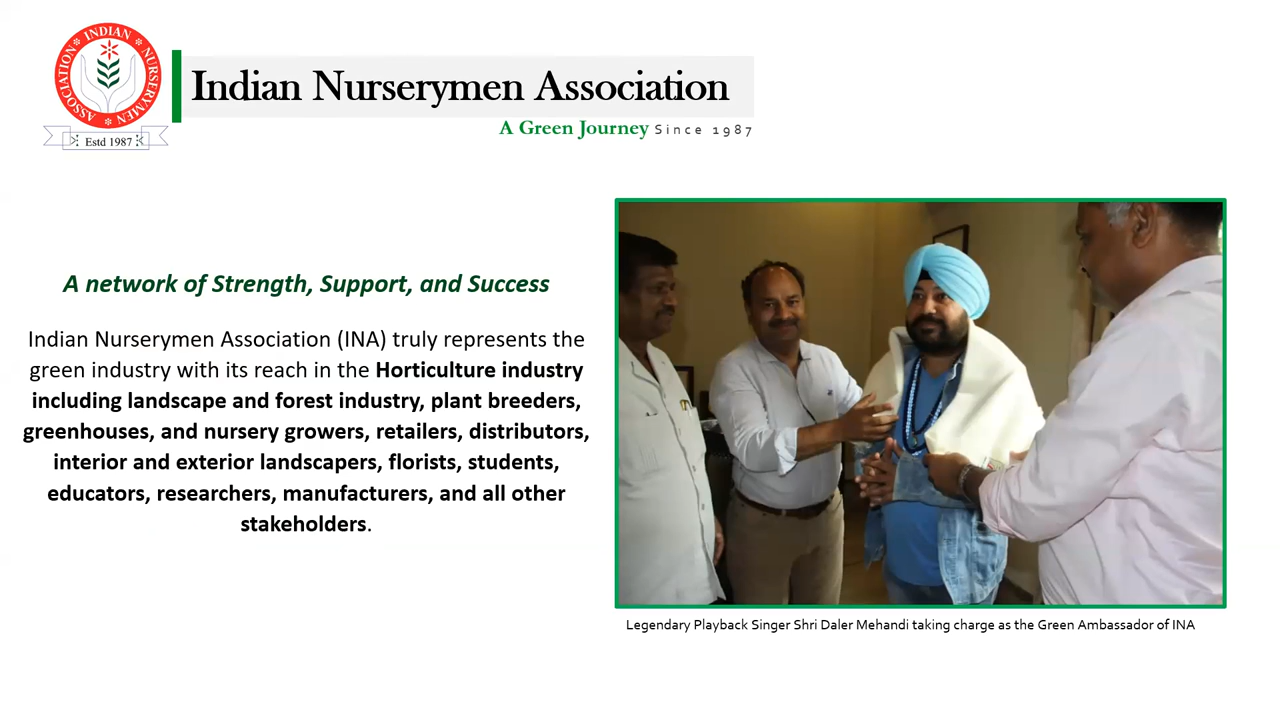 INDIAN NURSERYMEN ASSOCIATION
Estd 1987
Indian Nurserymen Association
A Green Journey Since 1987
A network of Strength, Support, and Success
Indian Nurserymen Association (INA) truly represents the
green industry with its reach in the Horticulture industry
including landscape and forest industry, plant breeders,
greenhouses, and nursery growers, retailers, distributors,
interior and exterior landscapers, florists, students,
educators, researchers, manufacturers, and all other
stakeholders.
Legendary Playback Singer Shri Daler Mehandi taking charge as the Green Ambassador of INA